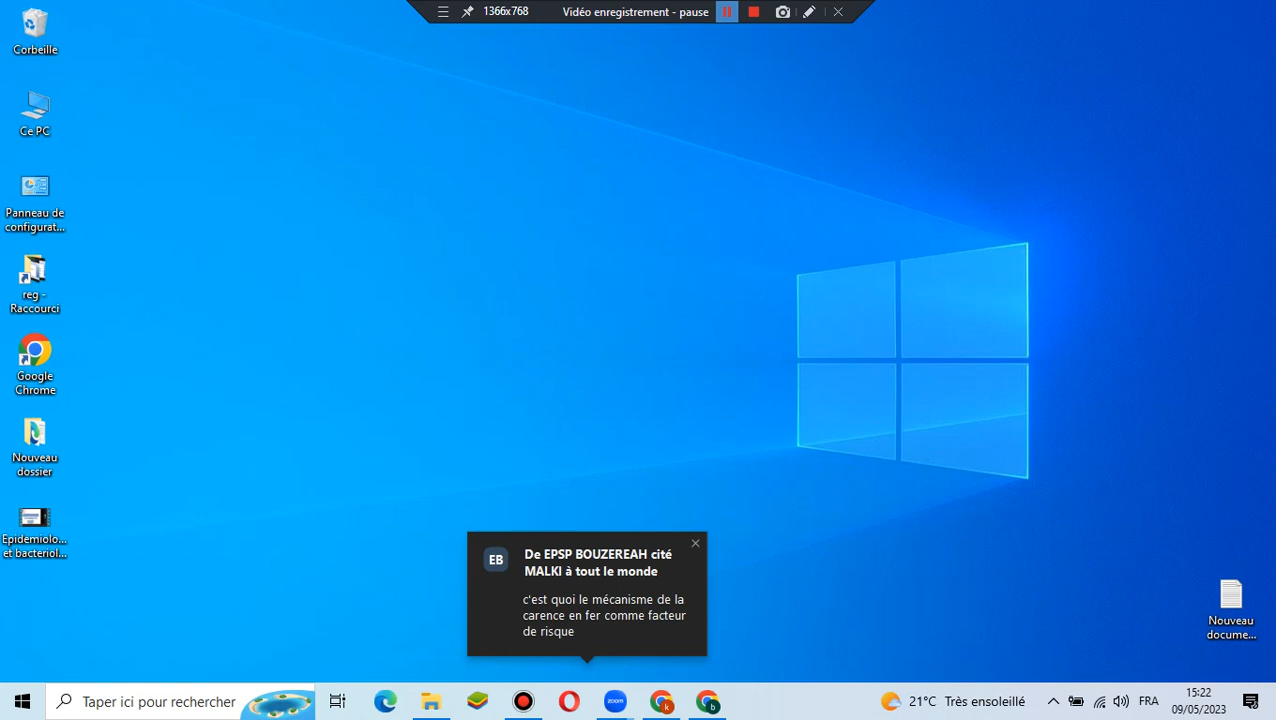 1366x768
Vidéo enregistrement - pause
Corbeille
Ce PC
Panneau de
configurat...
reg -
Raccourci
Google
Chrome
Nouveau
dossier
Epidemiolo...
et bacteriol...
EB
De EPSP BOUZEREAH cité
MALKI à tout le monde
c'est quoi le mécanisme de la
carence en fer comme facteur
de risque
Nouveau
docume...
Taper ici pour rechercher
zoom
k
b
21°C Très ensoleillé
FRA
15:22
09/05/2023